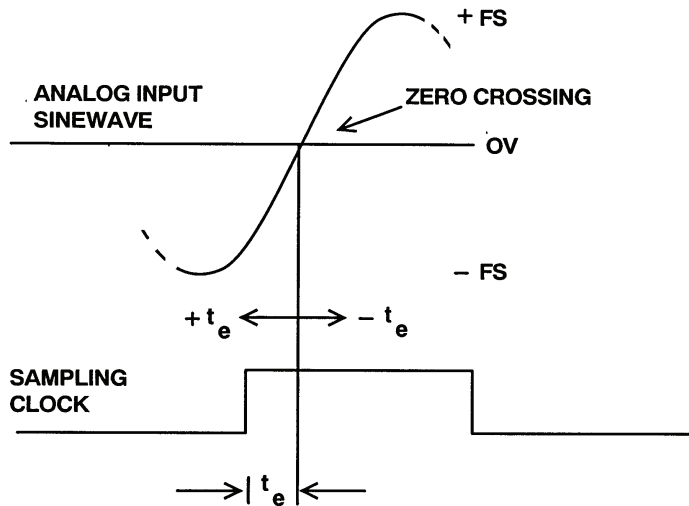 + FS
ANALOG INPUT
SINEWAVE
ZERO CROSSING
OV
- FS
+ te
- te
SAMPLING
CLOCK
te